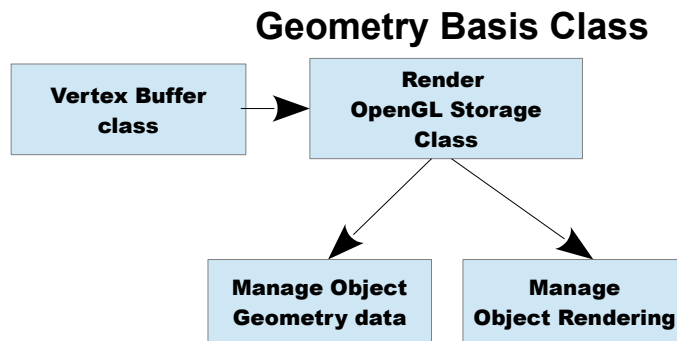 Geometry Basis Class
Vertex Buffer
class
Render
OpenGL Storage
Class
Manage Object
Geometry data
Manage
Object Rendering